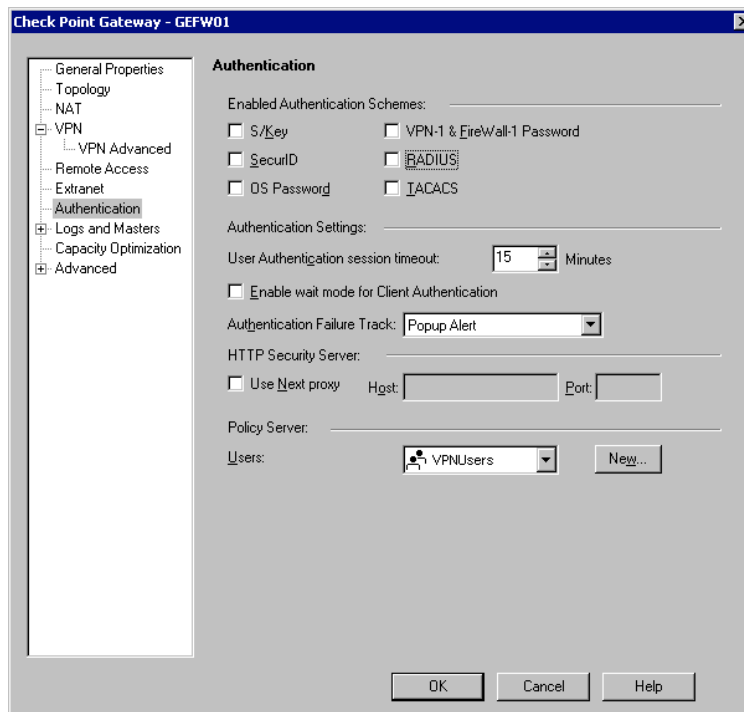 Check Point Gateway - GEFW01
General Properties
Topology
NAT
VPN
VPN Advanced
Remote Access
Extranet
Authentication
Logs and Masters
Capacity Optimization
Advanced
Authentication
Enabled Authentication Schemes:
S/Key
VPN-1 & FireWall-1 Password
SecurID
RADIUS
OS Password
TACACS
Authentication Settings:
User Authentication session timeout: 15 Minutes
Enable wait mode for Client Authentication
Authentication Failure Track: Popup Alert
HTTP Security Server:
Use Next proxy Host: Port:
Policy Server:
Users: VPNUsers New...
OK Cancel Help